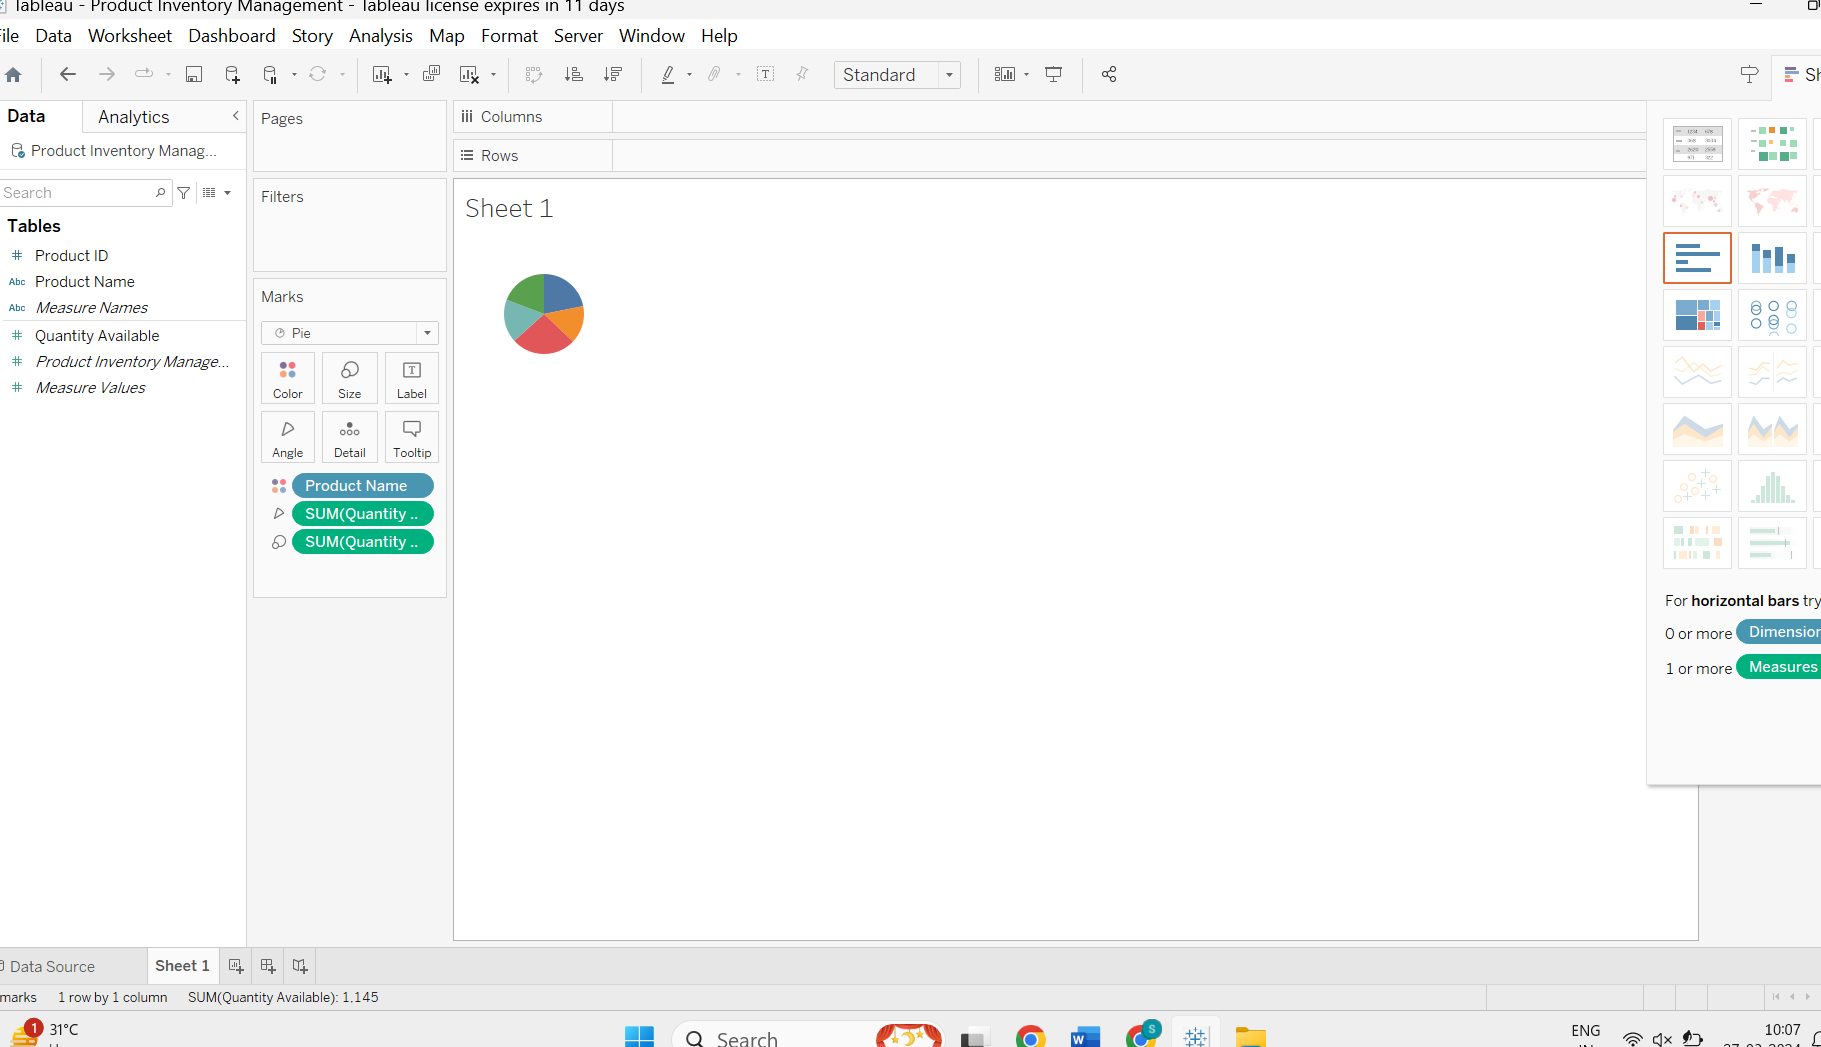 Tableau - Product Inventory Management - Tableau license expires in 11 days
ile Data Worksheet Dashboard Story Analysis Map Format Server Window Help
Standard
Sh
Data Analytics
Product Inventory Manag...
Search
Tables
Product ID
Abc Product Name
Abc Measure Names
Quantity Available
Product Inventory Manage...
Measure Values
Pages
Filters
Marks
Pie
Color Size Label
Angle Detail Tooltip
Product Name
SUM(Quantity ..
SUM(Quantity ..
Columns
Rows
Sheet 1
For horizontal bars try
0 or more Dimension
1 or more Measures
Data Source Sheet 1
marks 1 row by 1 column SUM(Quantity Available): 1,145
1 31°C
Search
S
ENG
10:07